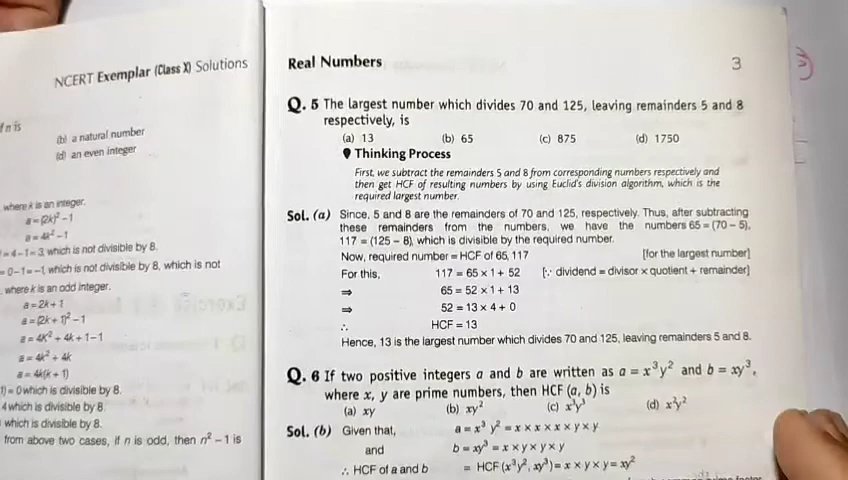 NCERT Exemplar (Class X) Solutions
f n is
(b) a natural number
(d) an even integer
where k is an integer.
a = (2k)² − 1
a = 4k² − 1
= 4 − 1 = 3, which is not divisible by 8.
= 0 − 1 = −1, which is not divisible by 8, which is not
where k is an odd integer.
a = 2k + 1
a = (2k + 1)² − 1
a = 4k² + 4k + 1 − 1
a = 4k² + 4k
a = 4k(k + 1)
1) = 0 which is divisible by 8.
4 which is divisible by 8.
which is divisible by 8.
from above two cases, if n is odd, then n² − 1 is
Real Numbers
3
Q. 5 The largest number which divides 70 and 125, leaving remainders 5 and 8
respectively, is
(a) 13 (b) 65 (c) 875 (d) 1750
Thinking Process
First, we subtract the remainders 5 and 8 from corresponding numbers respectively and
then get HCF of resulting numbers by using Euclid's division algorithm, which is the
required largest number.
Sol. (a) Since, 5 and 8 are the remainders of 70 and 125, respectively. Thus, after subtracting
these remainders from the numbers, we have the numbers 65 = (70 − 5),
117 = (125 − 8), which is divisible by the required number.
Now, required number = HCF of 65, 117 [for the largest number]
For this, 117 = 65 × 1 + 52 [∵ dividend = divisor × quotient + remainder]
⇒ 65 = 52 × 1 + 13
⇒ 52 = 13 × 4 + 0
∴ HCF = 13
Hence, 13 is the largest number which divides 70 and 125, leaving remainders 5 and 8.
Q. 6 If two positive integers a and b are written as a = x³y² and b = xy³,
where x, y are prime numbers, then HCF (a, b) is
(a) xy (b) xy² (c) x³y³ (d) x²y²
Sol. (b) Given that, a = x³ y² = x × x × x × y × y
and b = xy³ = x × y × y × y
∴ HCF of a and b = HCF (x³y², xy³) = x × y × y = xy²